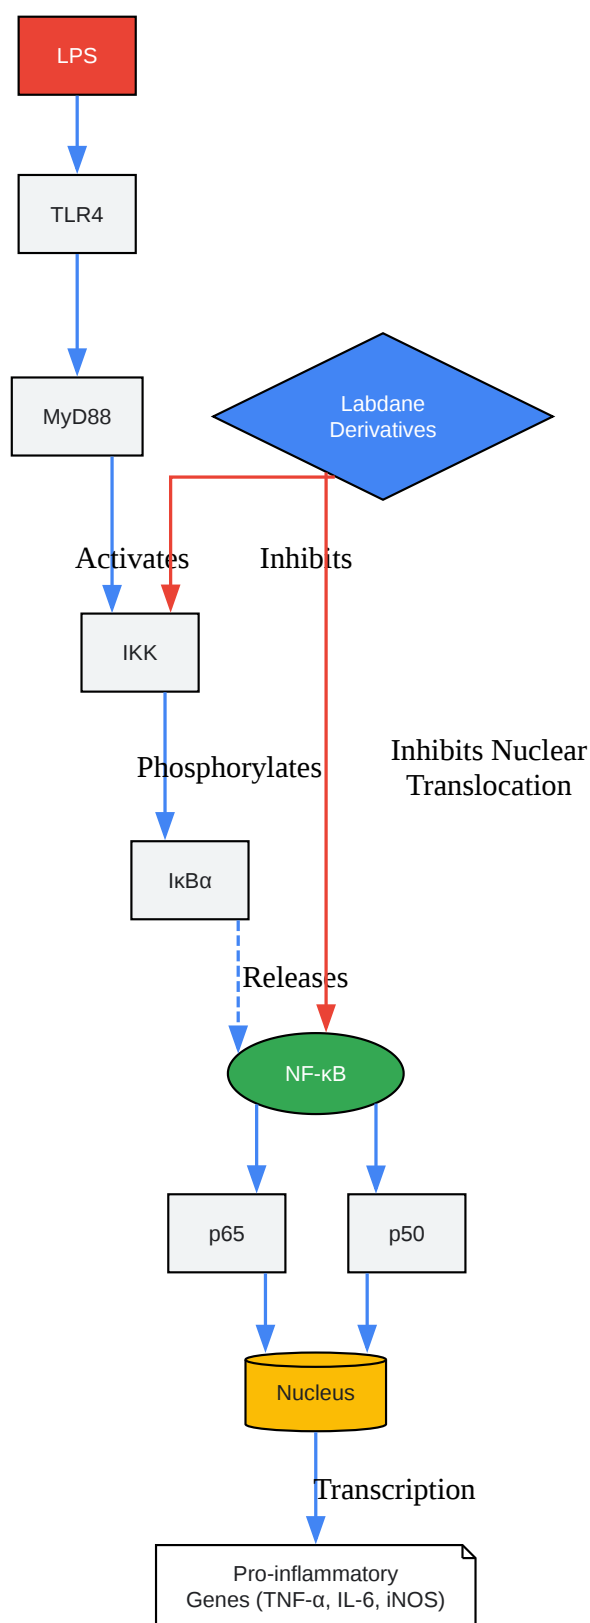 LPS
TLR4
MyD88
Labdane
Derivatives
Activates
Inhibits
IKK
Inhibits Nuclear
Translocation
Phosphorylates
IκBα
Releases
NF-κB
p65
p50
Nucleus
Transcription
Pro-inflammatory
Genes (TNF-α, IL-6, iNOS)